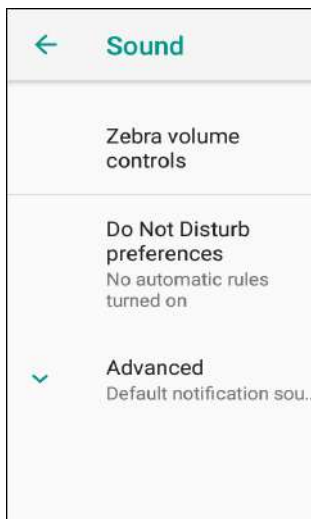 Sound
Zebra volume
controls
Do Not Disturb
preferences
No automatic rules
turned on
Advanced
Default notification sou..